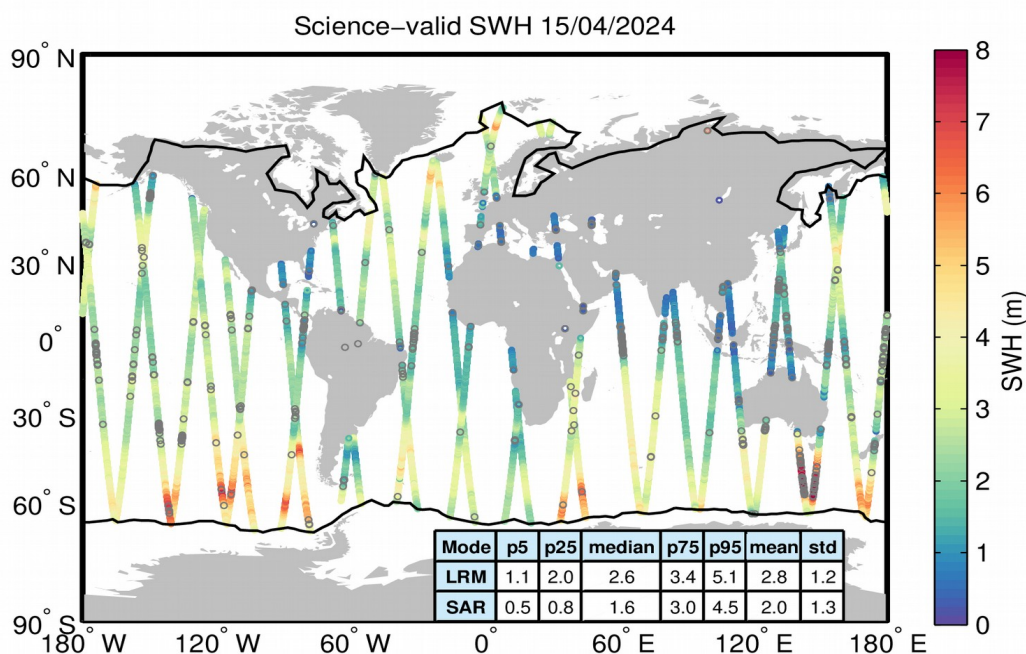 Science−valid SWH 15/04/2024
90° N
60° N
30° N
0°
30° S
60° S
90° S
180° W
120° W
60° W
0°
60° E
120° E
180° E
8
7
6
5
4
3
2
1
0
SWH (m)
Mode p5 p25 median p75 p95 mean std
LRM 1.1 2.0 2.6 3.4 5.1 2.8 1.2
SAR 0.5 0.8 1.6 3.0 4.5 2.0 1.3